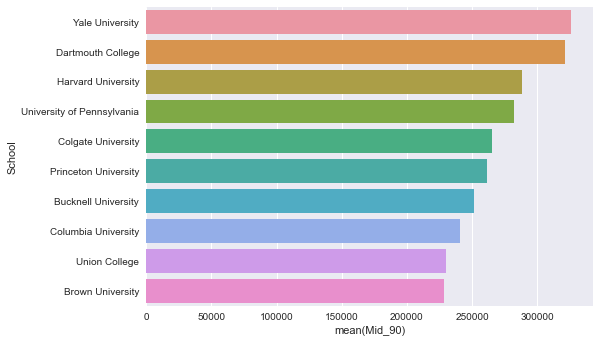 School
Yale University
Dartmouth College
Harvard University
University of Pennsylvania
Colgate University
Princeton University
Bucknell University
Columbia University
Union College
Brown University
0 50000 100000 150000 200000 250000 300000
mean(Mid_90)